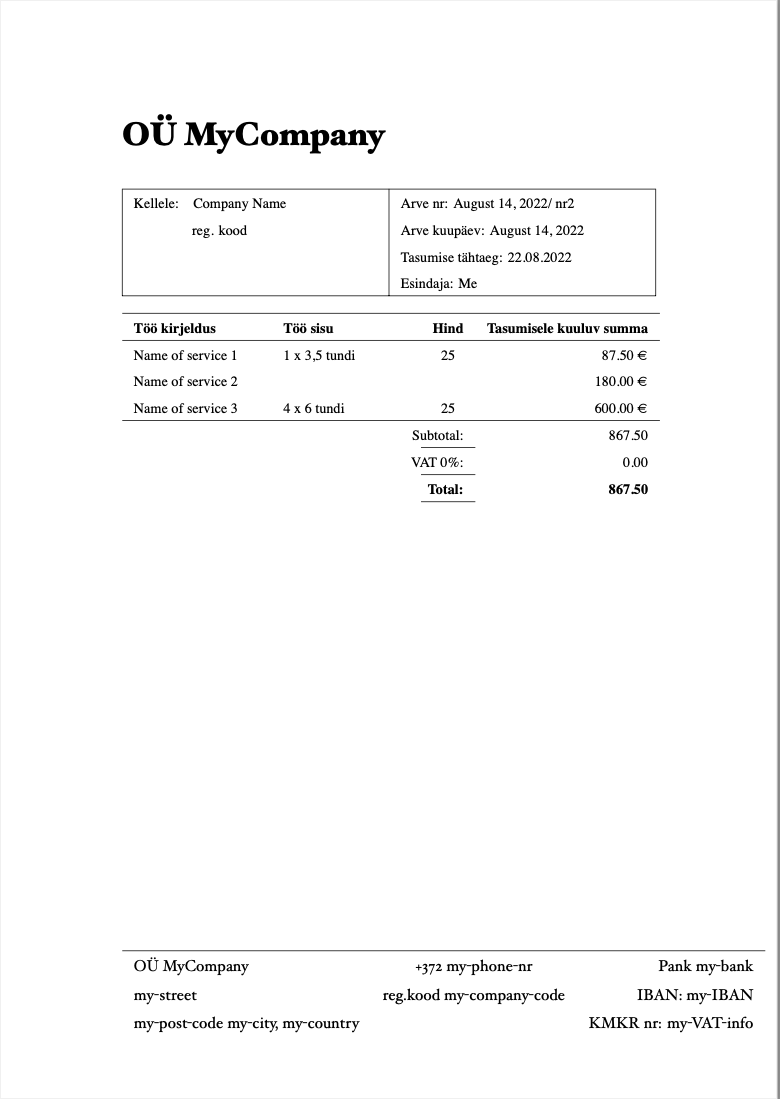 OÜ MyCompany
Kellele: Company Name
reg. kood
Arve nr: August 14, 2022/ nr2
Arve kuupäev: August 14, 2022
Tasumise tähtaeg: 22.08.2022
Esindaja: Me
Töö kirjeldus Töö sisu Hind Tasumisele kuuluv summa
Name of service 1 1 x 3,5 tundi 25 87.50 €
Name of service 2 180.00 €
Name of service 3 4 x 6 tundi 25 600.00 €
Subtotal: 867.50
VAT 0%: 0.00
Total: 867.50
OÜ MyCompany +372 my-phone-nr Pank my-bank
my-street reg.kood my-company-code IBAN: my-IBAN
my-post-code my-city, my-country KMKR nr: my-VAT-info